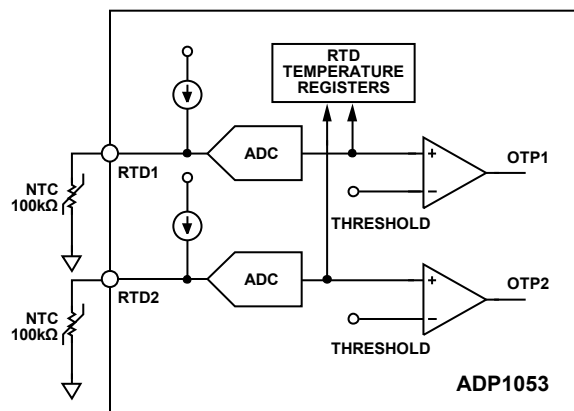 RTD
TEMPERATURE
REGISTERS
ADC
+
−
OTP1
RTD1
NTC
100kΩ
THRESHOLD
ADC
+
−
OTP2
RTD2
NTC
100kΩ
THRESHOLD
ADP1053